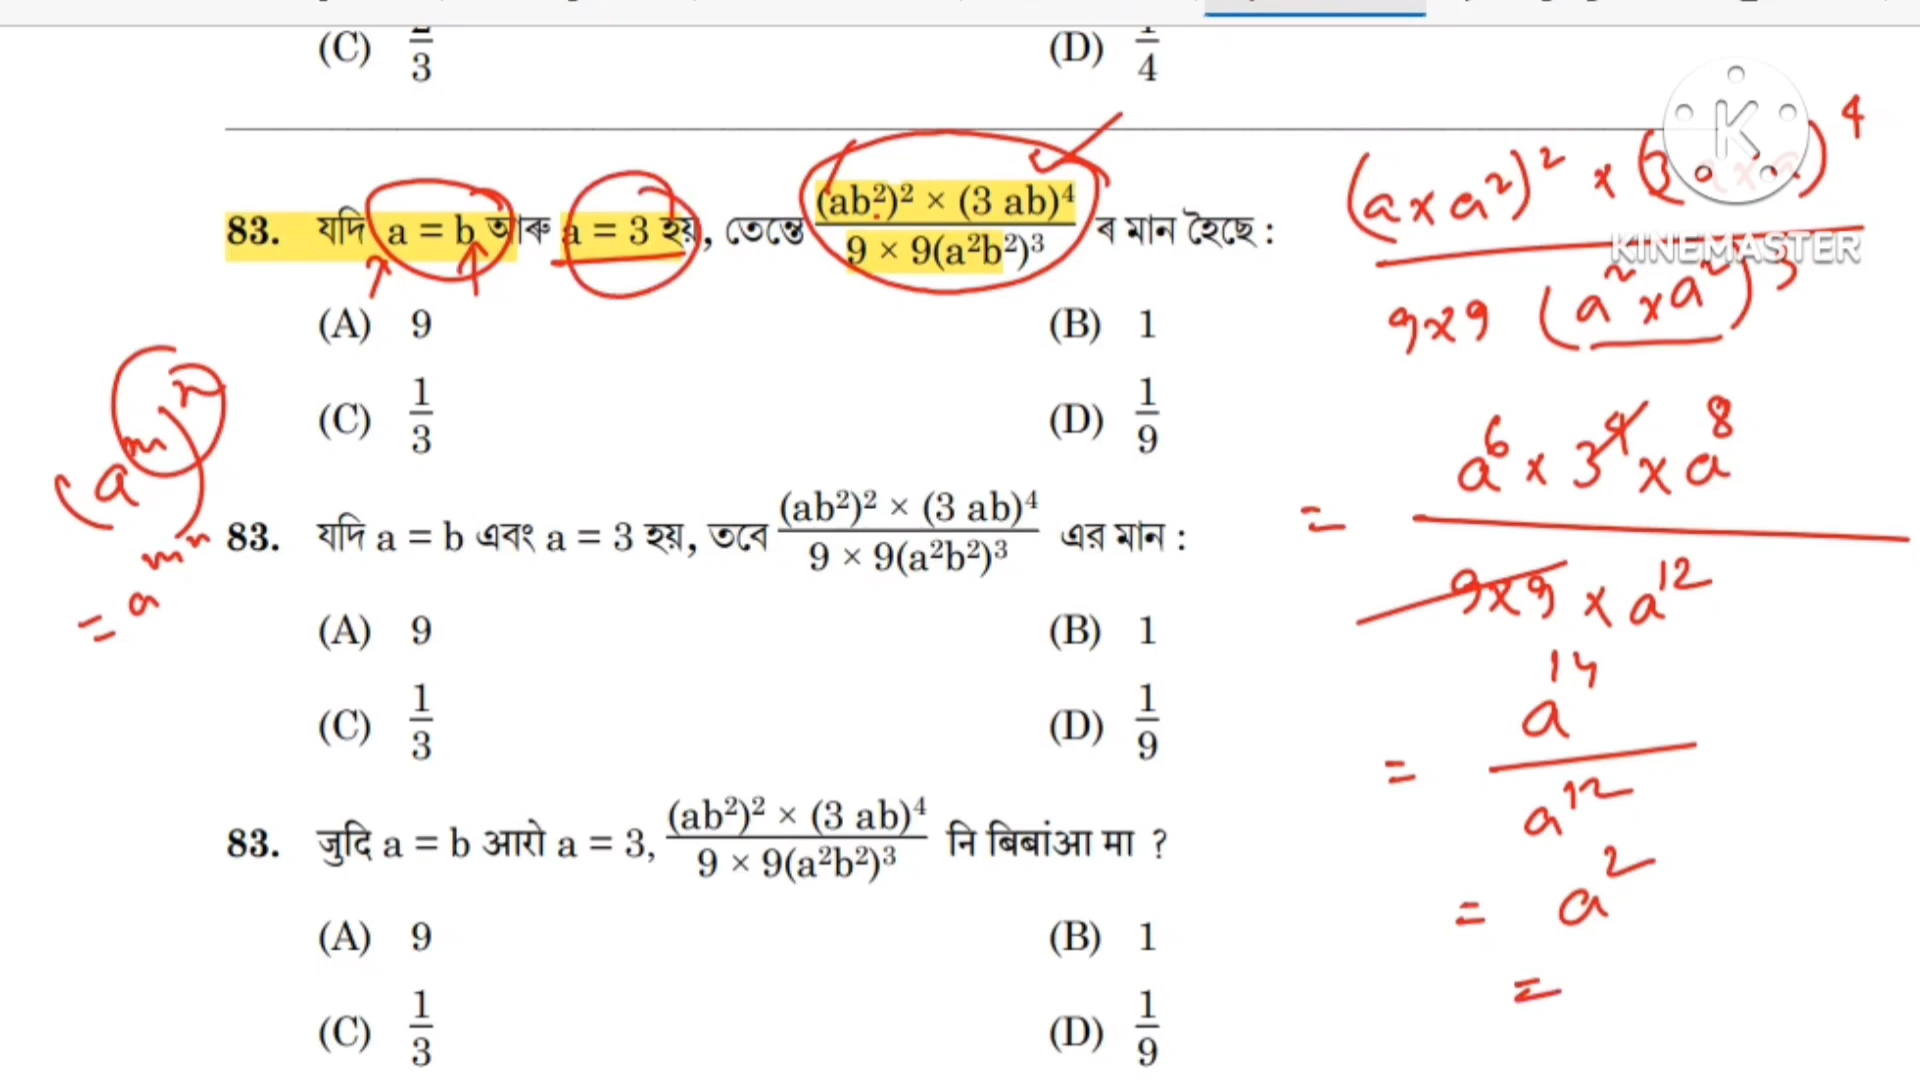 (C) 2/3 (D) 1/4
83. যদি a = b আৰু a = 3 হয়, তেন্তে (ab²)² × (3 ab)⁴ / 9 × 9(a²b²)³ ৰ মান হৈছে :
(A) 9 (B) 1
(C) 1/3 (D) 1/9
83. যদি a = b এবং a = 3 হয়, তবে (ab²)² × (3 ab)⁴ / 9 × 9(a²b²)³ এর মান :
(A) 9 (B) 1
(C) 1/3 (D) 1/9
83. जुदि a = b आरो a = 3, (ab²)² × (3 ab)⁴ / 9 × 9(a²b²)³ नि बिबांआ मा ?
(A) 9 (B) 1
(C) 1/3 (D) 1/9
(aᵐ)ⁿ
= aᵐⁿ
K
KINEMASTER
(a×a²)² × (3 a×a)⁴
9×9 (a²×a²)³
= a⁶ × 3⁴ × a⁸
9×9 × a¹²
= a¹⁴
a¹²
= a²
=